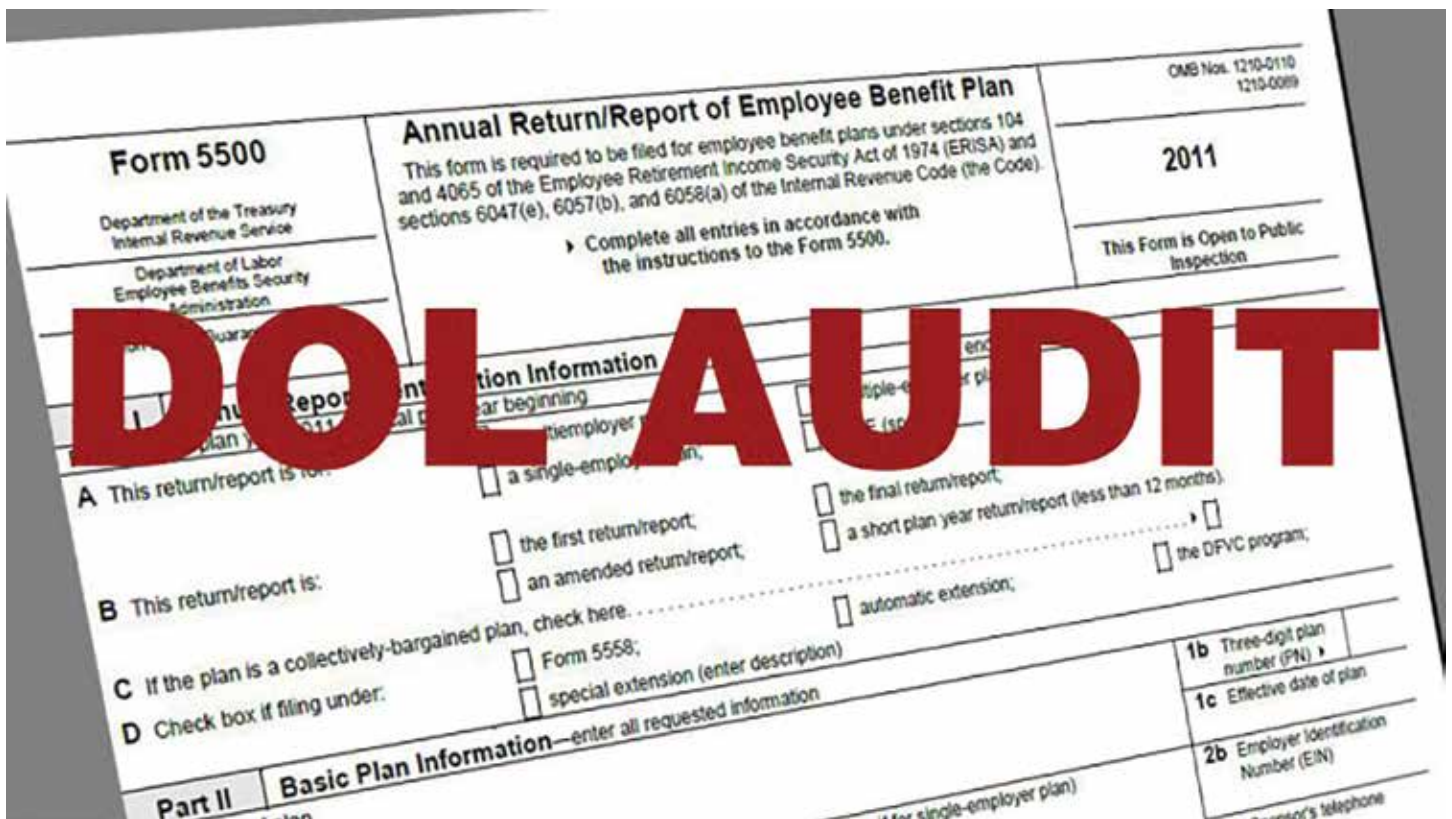 Form 5500
Department of the Treasury
Internal Revenue Service
Department of Labor
Employee Benefits Security
Administration
Annual Return/Report of Employee Benefit Plan
This form is required to be filed for employee benefit plans under sections 104
and 4065 of the Employee Retirement Income Security Act of 1974 (ERISA) and
sections 6047(e), 6057(b), and 6058(a) of the Internal Revenue Code (the Code).
Complete all entries in accordance with
the instructions to the Form 5500.
OMB Nos. 1210-0110
1210-0089
2011
This Form is Open to Public
Inspection
DOL AUDIT
Information
beginning
A This return/report is for:
a single-employer
B This return/report is:
the first return/report;
the final return/report;
an amended return/report;
a short plan year return/report (less than 12 months).
C If the plan is a collectively-bargained plan, check here.
D Check box if filing under:
Form 5558;
automatic extension;
the DFVC program;
special extension (enter description)
Part II Basic Plan Information—enter all requested information
1b Three-digit plan
number (PN)
1c Effective date of plan
2b Employer Identification
Number (EIN)
for single-employer plan)
telephone